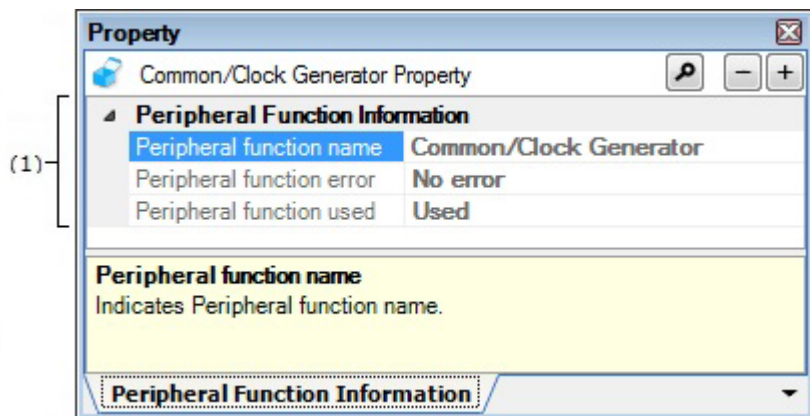 Property
Common/Clock Generator Property
(1)
Peripheral Function Information
Peripheral function name Common/Clock Generator
Peripheral function error No error
Peripheral function used Used
Peripheral function name
Indicates Peripheral function name.
Peripheral Function Information